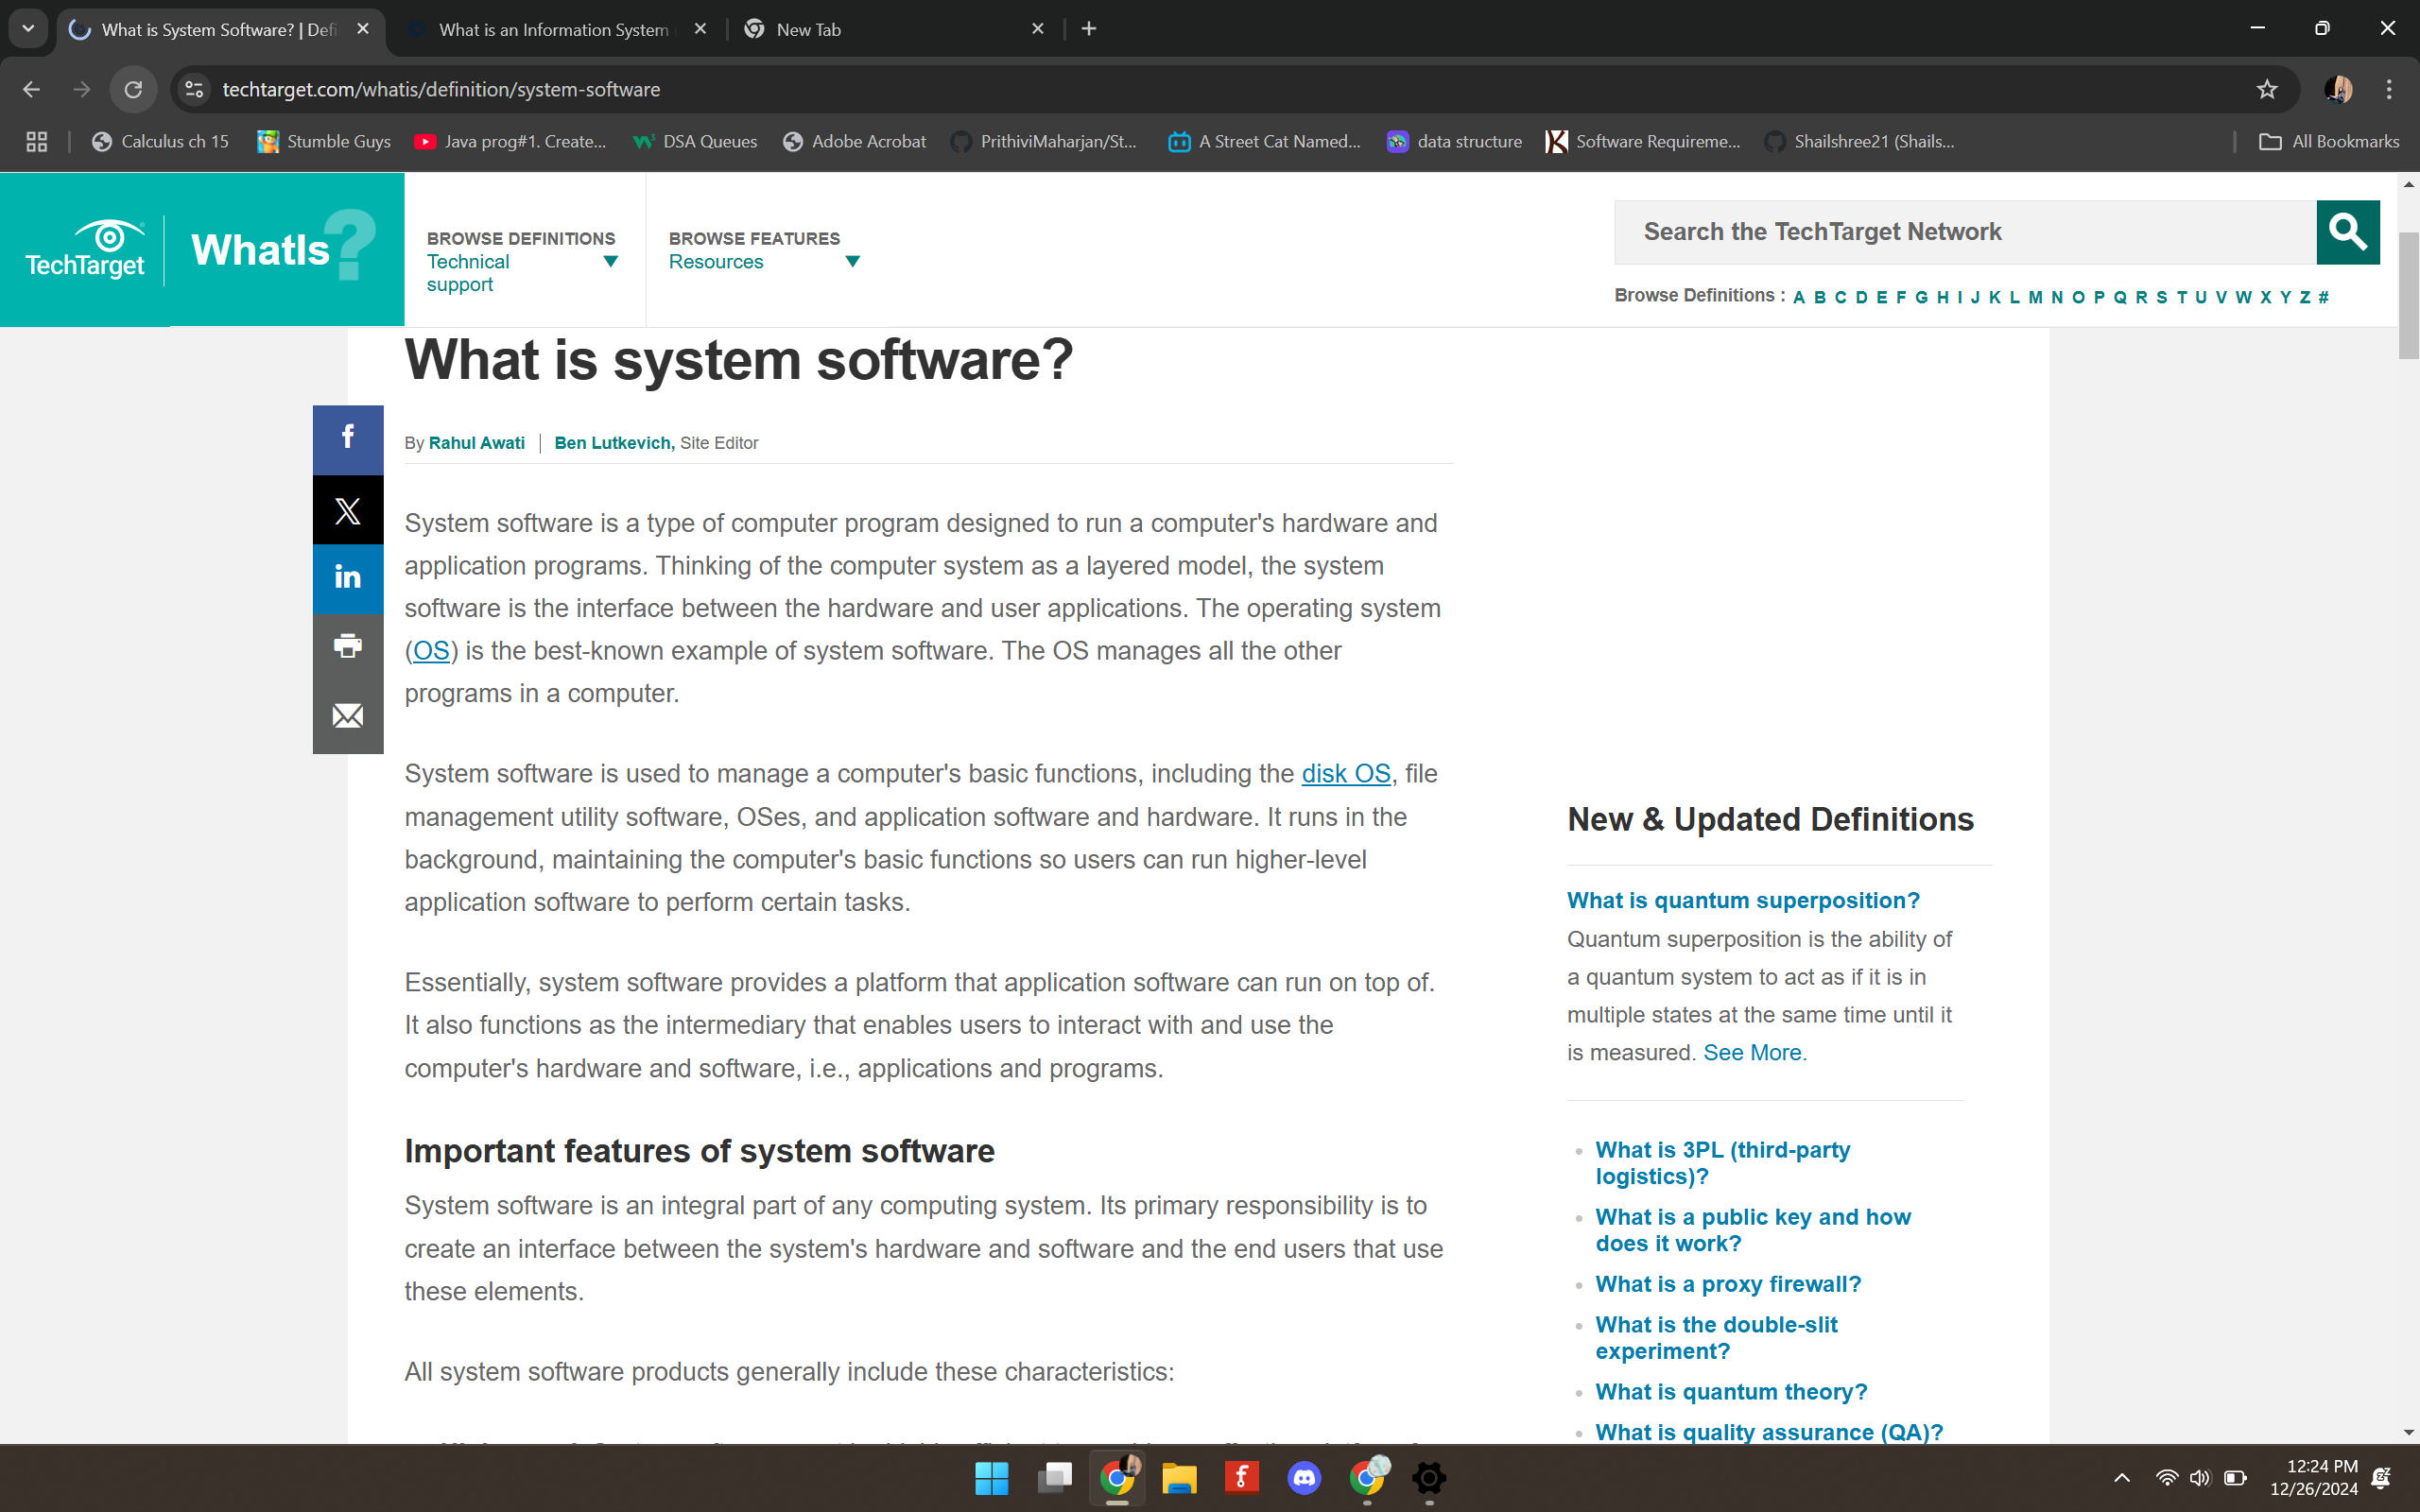 What is System Software? | Defi
What is an Information System
New Tab
techtarget.com/whatis/definition/system-software
Calculus ch 15
Stumble Guys
Java prog#1. Create...
DSA Queues
Adobe Acrobat
PrithiviMaharjan/St...
A Street Cat Named...
data structure
Software Requireme...
Shailshree21 (Shails...
All Bookmarks
TechTarget
WhatIs?
BROWSE DEFINITIONS
Technical
support
BROWSE FEATURES
Resources
Search the TechTarget Network
Browse Definitions : A B C D E F G H I J K L M N O P Q R S T U V W X Y Z #
What is system software?
By Rahul Awati | Ben Lutkevich, Site Editor
System software is a type of computer program designed to run a computer's hardware and
application programs. Thinking of the computer system as a layered model, the system
software is the interface between the hardware and user applications. The operating system
(OS) is the best-known example of system software. The OS manages all the other
programs in a computer.
System software is used to manage a computer's basic functions, including the disk OS, file
management utility software, OSes, and application software and hardware. It runs in the
background, maintaining the computer's basic functions so users can run higher-level
application software to perform certain tasks.
Essentially, system software provides a platform that application software can run on top of.
It also functions as the intermediary that enables users to interact with and use the
computer's hardware and software, i.e., applications and programs.
Important features of system software
System software is an integral part of any computing system. Its primary responsibility is to
create an interface between the system's hardware and software and the end users that use
these elements.
All system software products generally include these characteristics:
New & Updated Definitions
What is quantum superposition?
Quantum superposition is the ability of
a quantum system to act as if it is in
multiple states at the same time until it
is measured. See More.
What is 3PL (third-party
logistics)?
What is a public key and how
does it work?
What is a proxy firewall?
What is the double-slit
experiment?
What is quantum theory?
What is quality assurance (QA)?
12:24 PM
12/26/2024